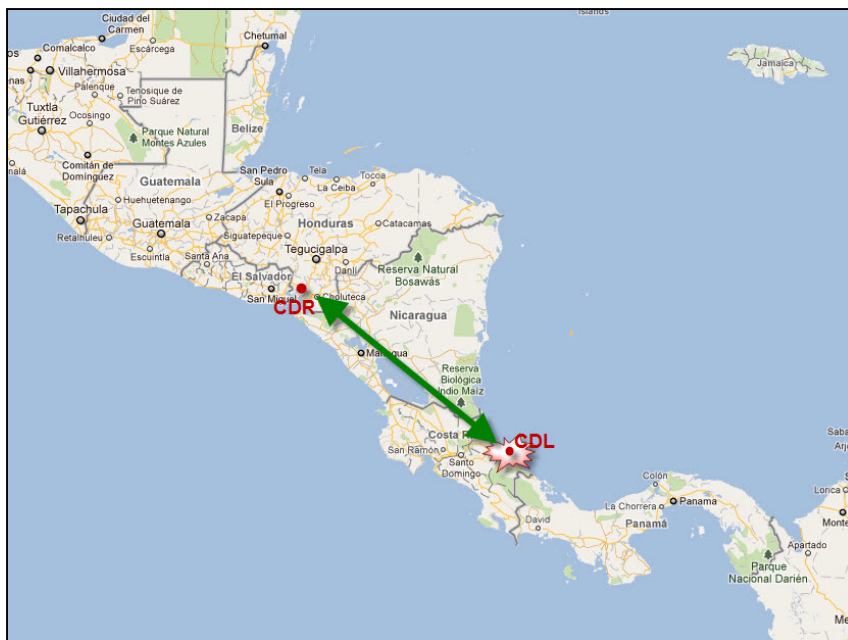 Islands
Ciudad del
Carmen
Chetumal
Comalcalco
Escárcega
Villahermosa
Jamaica
Palenque
Tenosique de
Pino Suárez
Tuxtla
Gutiérrez
Ocosingo
Parque Natural
Montes Azules
Belize
Comitán de
Domínguez
Guatemala
San Pedro
Sula
Tela
La Ceiba
Tocoa
Huehuetenango
El Progreso
Tapachula
Zacapa
Honduras
Catacamas
Retalhuleu
Guatemala
Siguatepeque
Escuintla
Santa Ana
Tegucigalpa
Danlí
Reserva Natural
Bosawás
El Salvador
San Miguel
Choluteca
CDR
Nicaragua
Managua
Reserva
Biológica
Indio Maíz
Costa
CDL
San Ramón
Santo
Domingo
Colón
Panama
La Chorrera
Panamá
David
Lorica
Monte
Apartado
Parque
Nacional Darién
Me